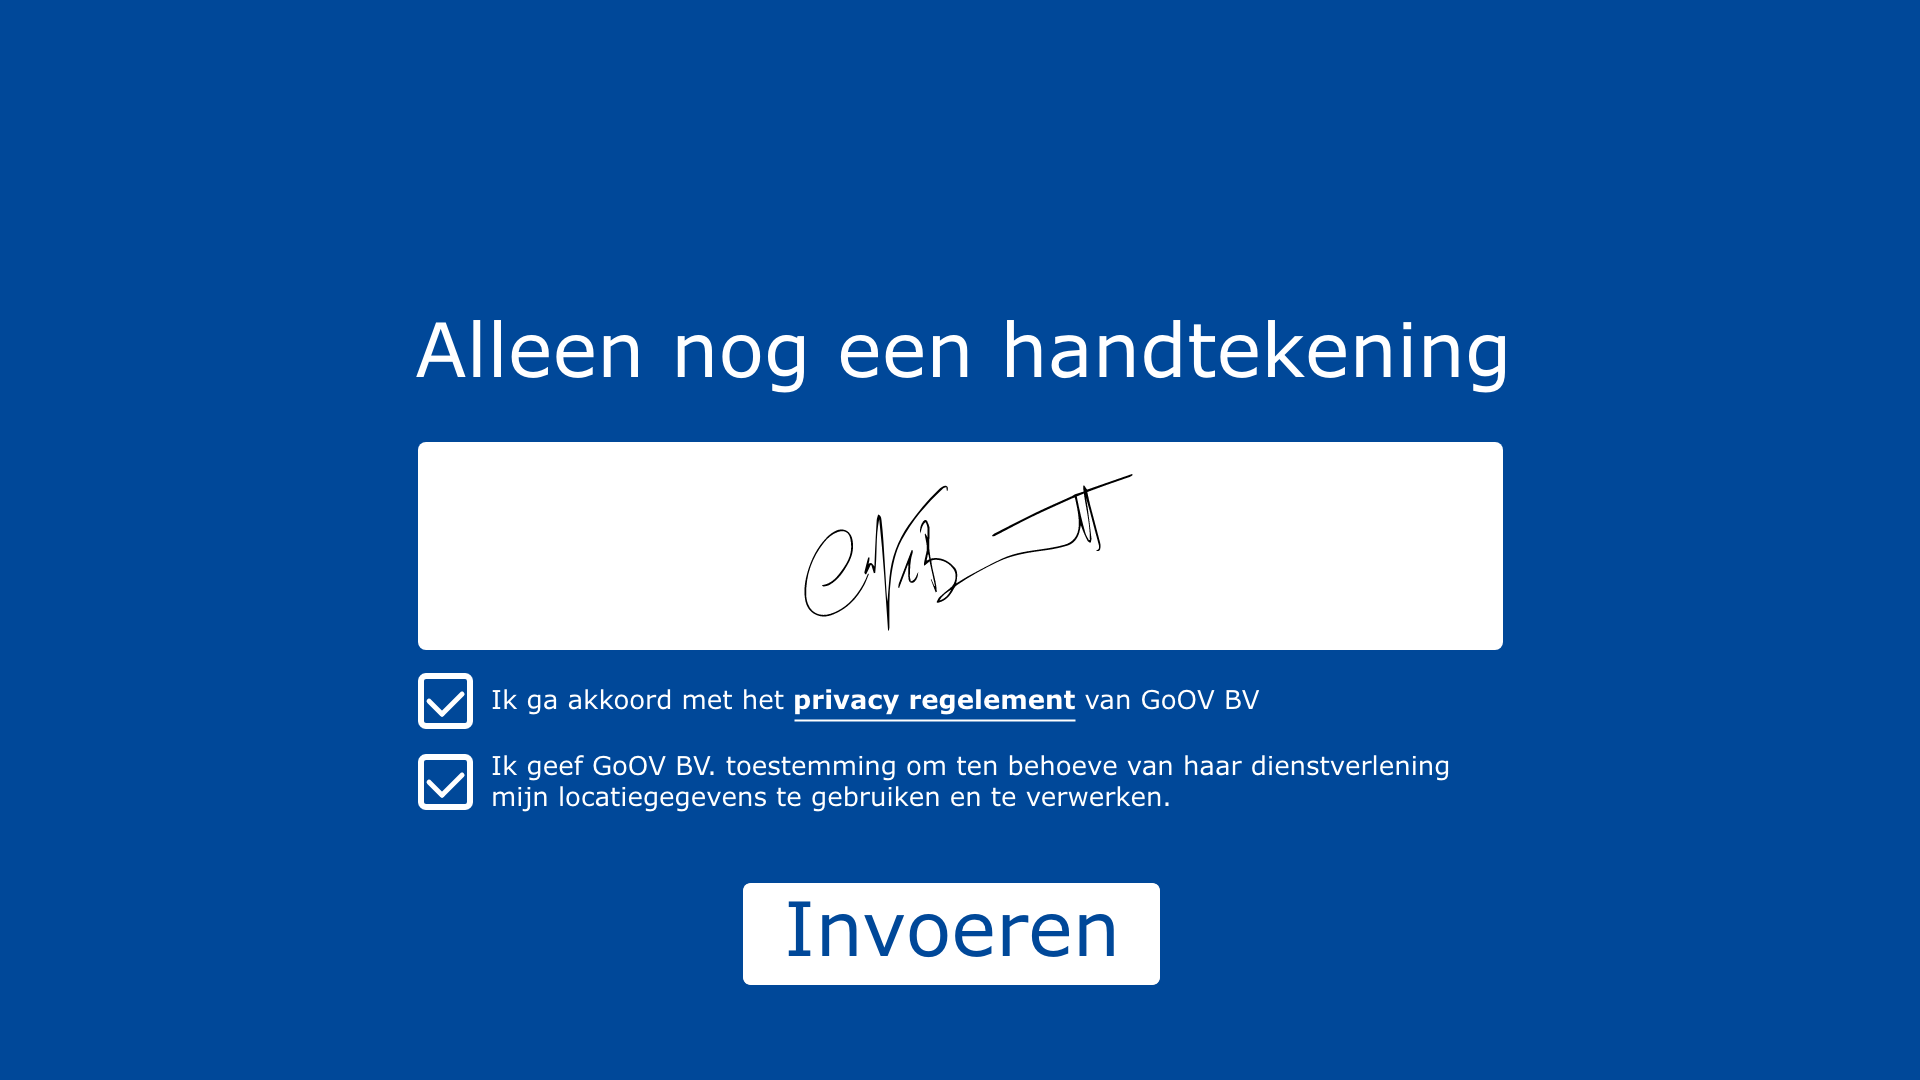 Alleen nog een handtekening
Ik ga akkoord met het privacy regelement van GoOV BV
Ik geef GoOV BV. toestemming om ten behoeve van haar dienstverlening
mijn locatiegegevens te gebruiken en te verwerken.
Invoeren